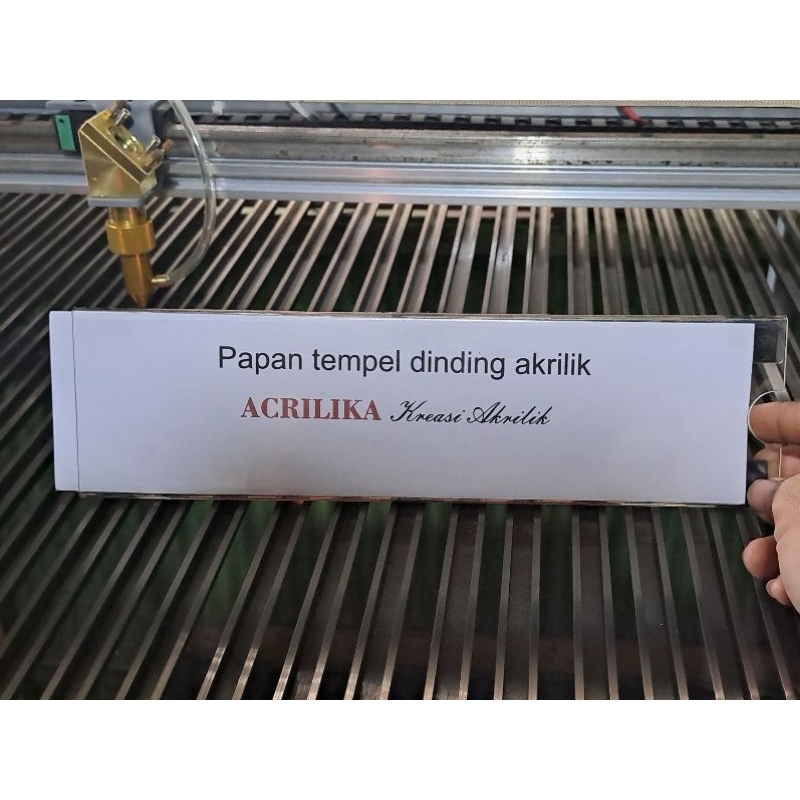 Papan tempel dinding akrilik
ACRILIKA Kreasi Akrilik